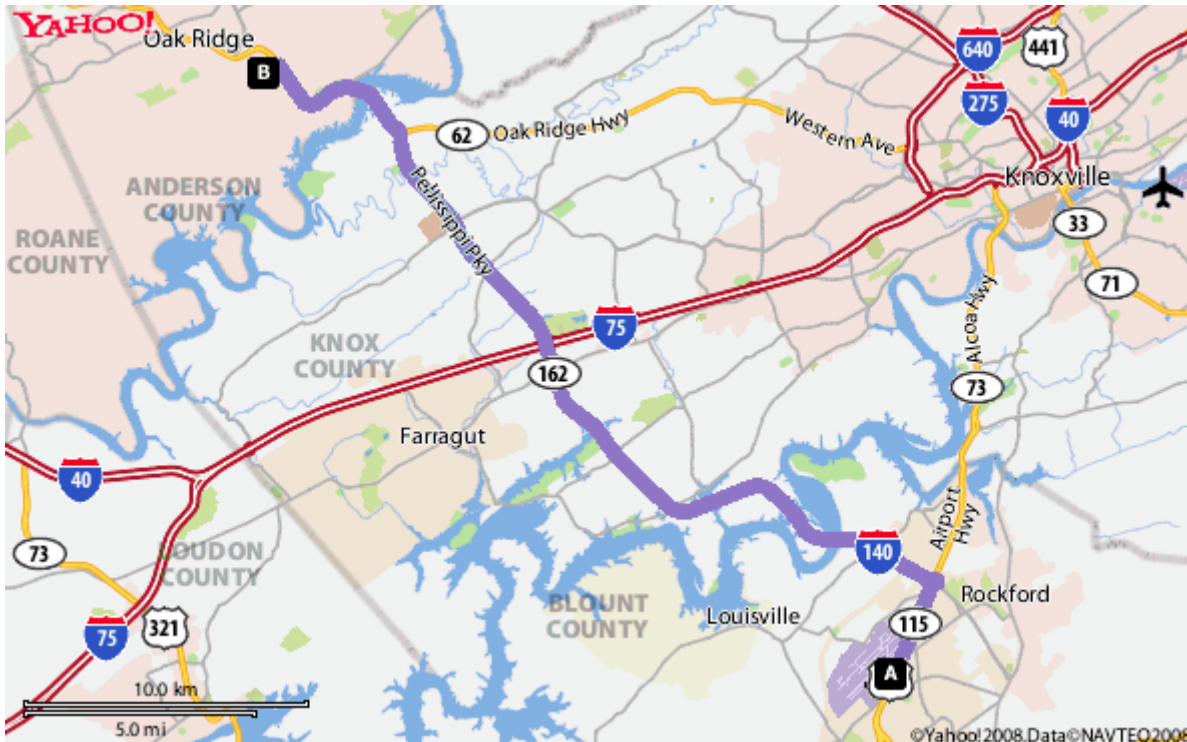 YAHOO!
Oak Ridge
B
640
441
275
40
62
Oak Ridge Hwy
Western Ave
Knoxville
ANDERSON
COUNTY
Pellissippi Pky
ROANE
COUNTY
33
71
KNOX
COUNTY
75
Alcoa Hwy
162
73
Farragut
40
Airport
Hwy
73
LOUDON
COUNTY
140
BLOUNT
COUNTY
Rockford
Louisville
115
321
75
A
10.0 km
5.0 mi
©Yahoo!2008,Data©NAVTEQ2008